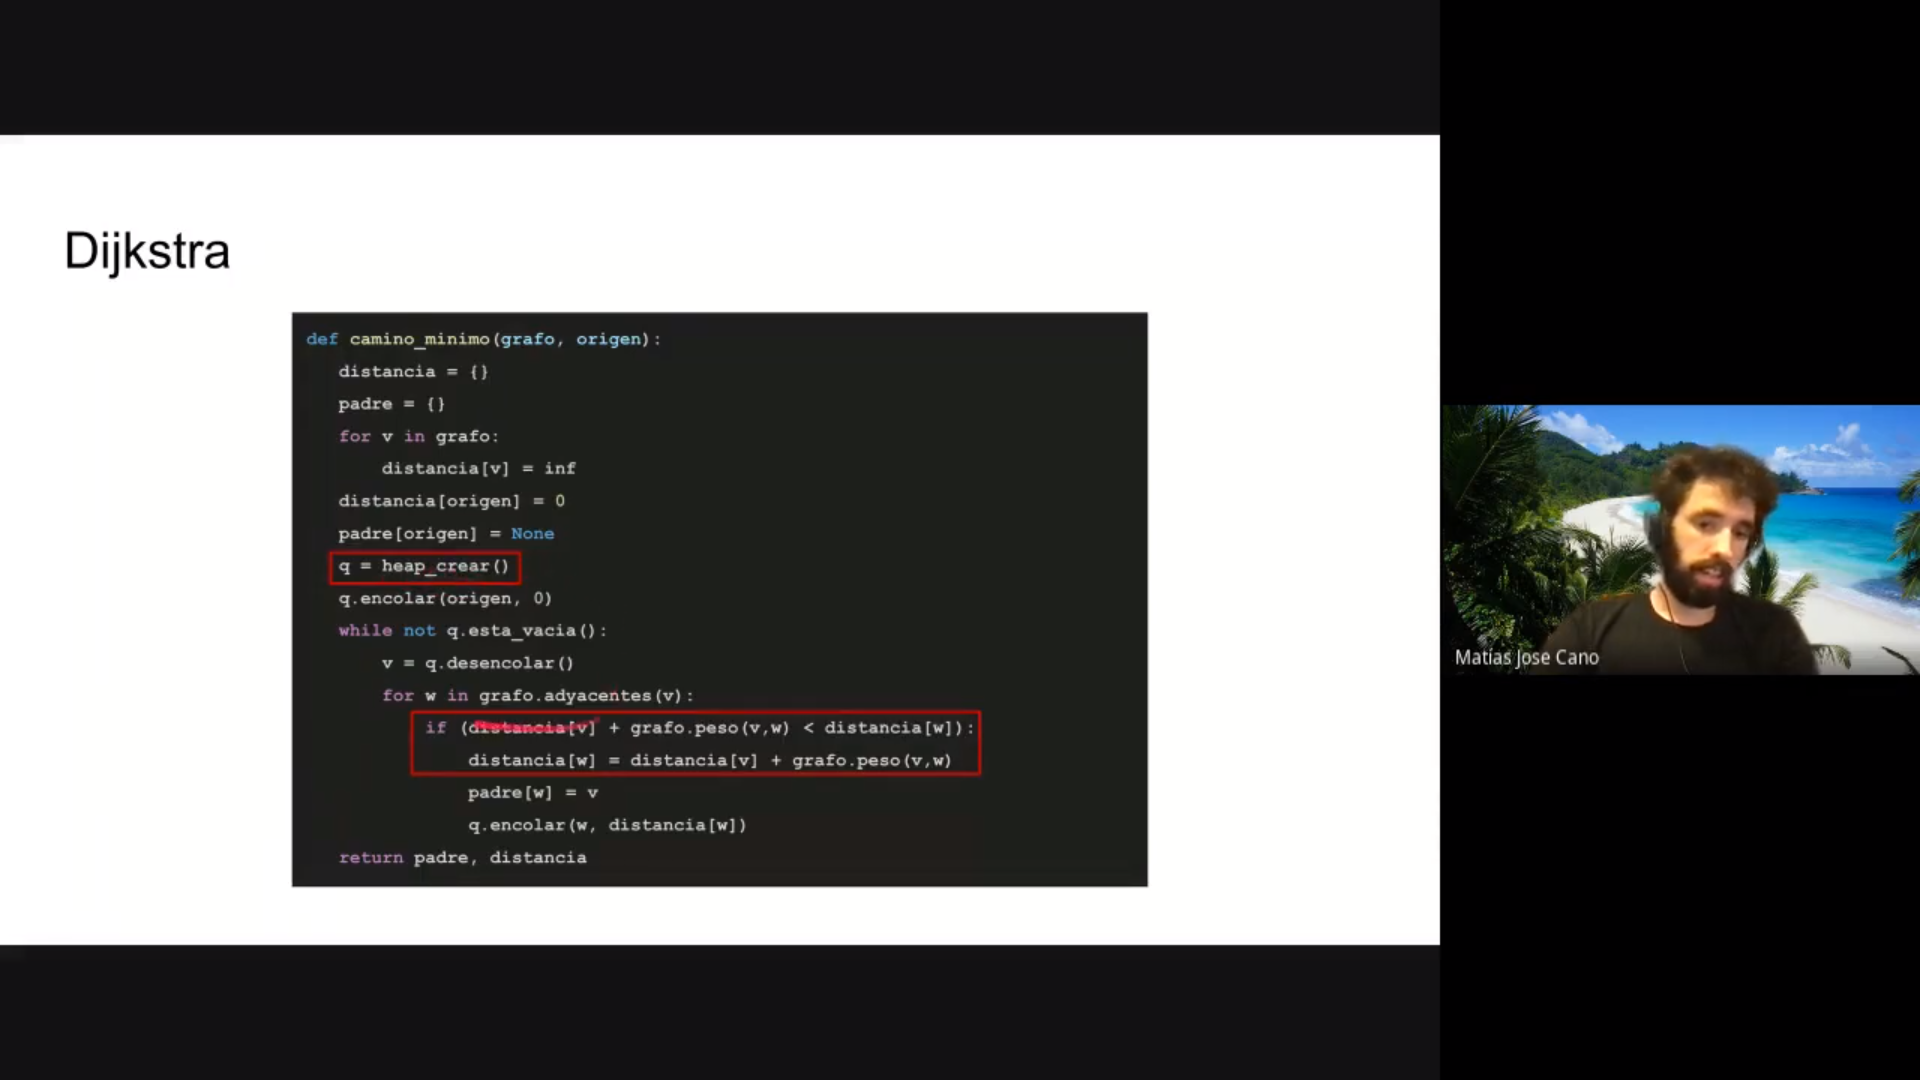 Dijkstra
def camino_minimo(grafo, origen):
distancia = {}
padre = {}
for v in grafo:
distancia[v] = inf
distancia[origen] = 0
padre[origen] = None
q = heap_crear()
q.encolar(origen, 0)
while not q.esta_vacia():
v = q.desencolar()
for w in grafo.adyacentes(v):
if (distancia[v] + grafo.peso(v,w) < distancia[w]):
distancia[w] = distancia[v] + grafo.peso(v,w)
padre[w] = v
q.encolar(w, distancia[w])
return padre, distancia
Matias Jose Cano